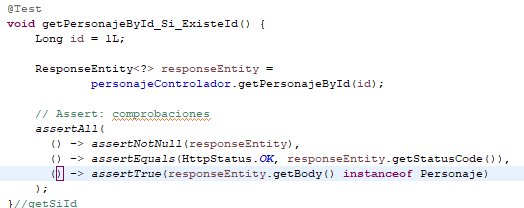 @Test
void getPersonajeById_Si_ExisteId() {
    Long id = 1L;

    ResponseEntity<?> responseEntity =
            personajeControlador.getPersonajeById(id);

    // Assert: comprobaciones
    assertAll(
      () -> assertNotNull(responseEntity),
      () -> assertEquals(HttpStatus.OK, responseEntity.getStatusCode()),
      () -> assertTrue(responseEntity.getBody() instanceof Personaje)
    );
}//getSiId